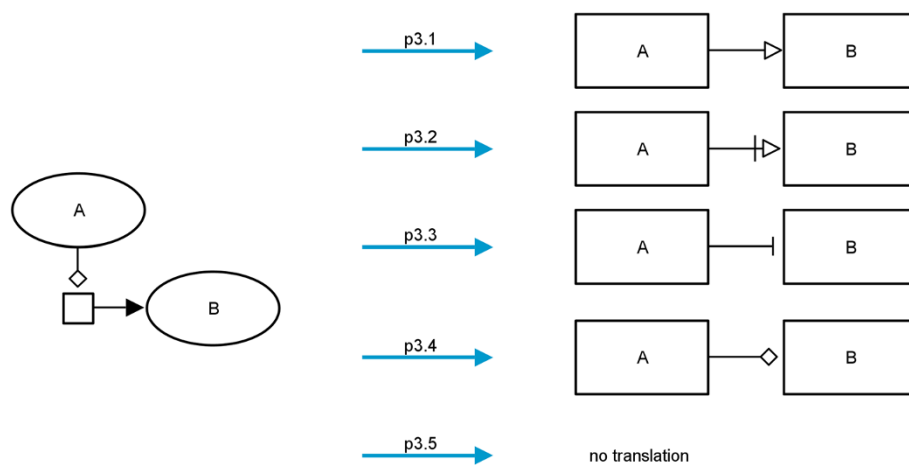 p3.1
A B
p3.2
A B
A
p3.3
A B
B
p3.4
A B
p3.5
no translation